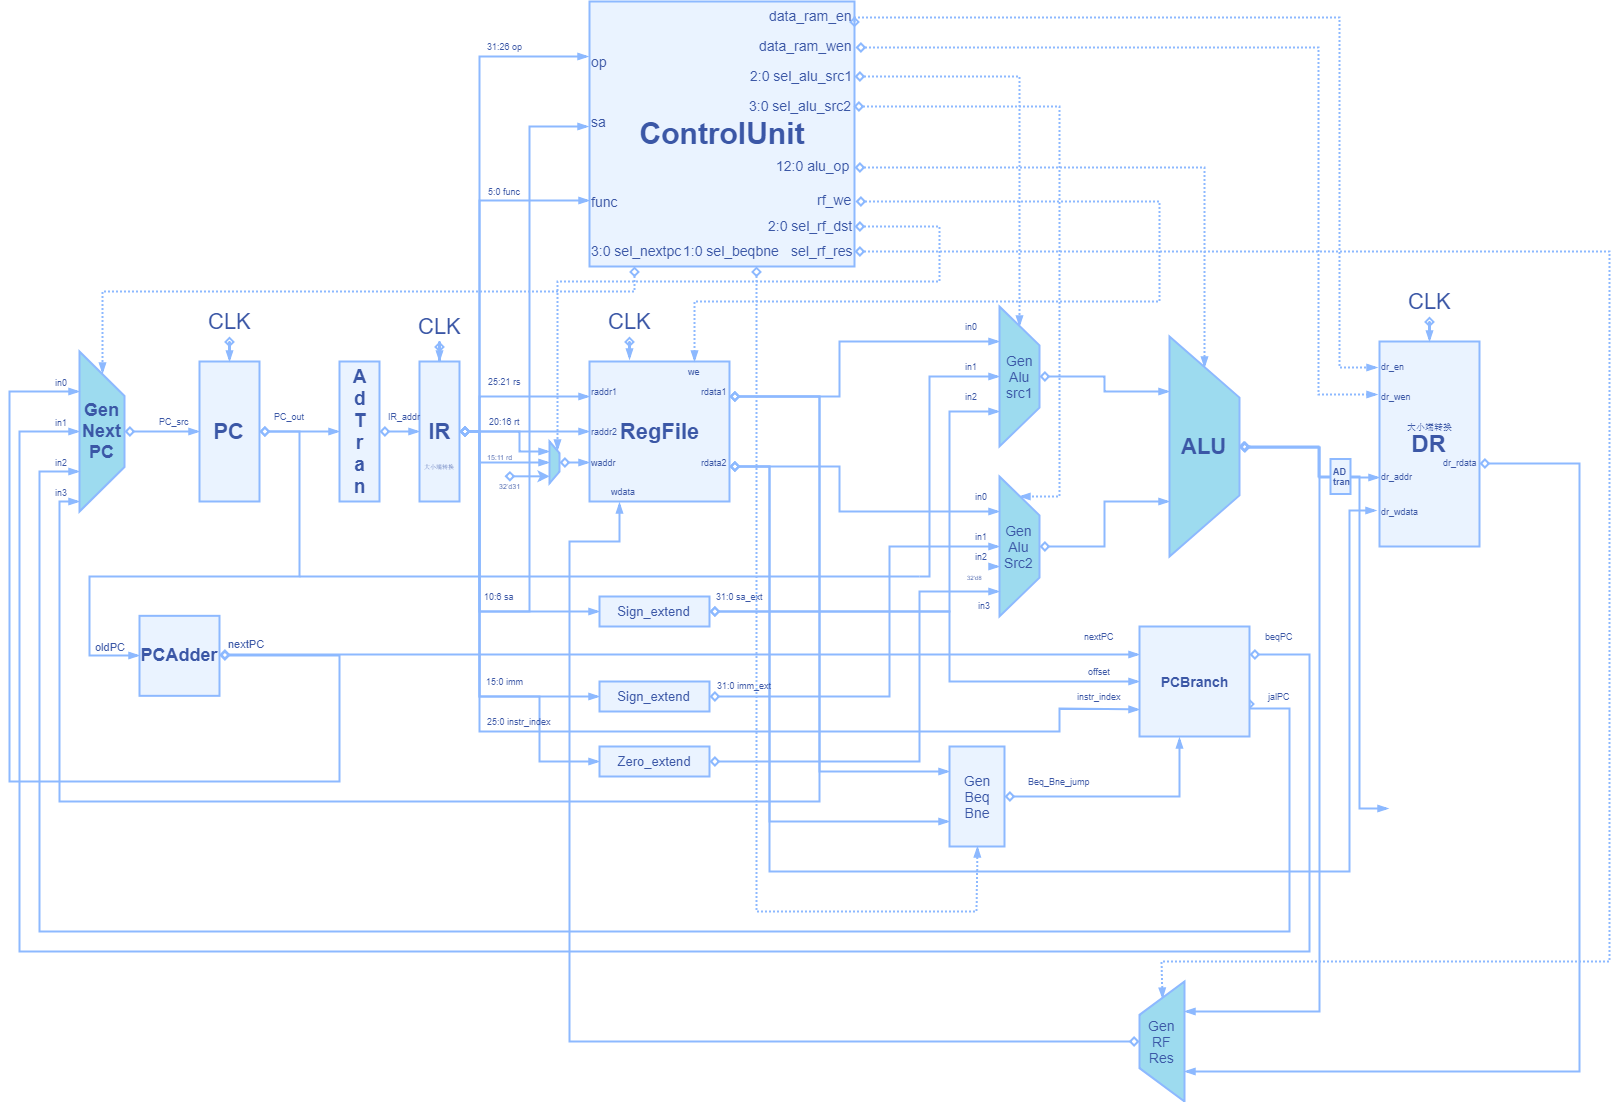 data_ram_en
31:26 op
data_ram_wen
op
2:0 sel_alu_src1
3:0 sel_alu_src2
sa
ControlUnit
12:0 alu_op
5:0 func
func
rf_we
2:0 sel_rf_dst
3:0 sel_nextpc
1:0 sel_beqbne
sel_rf_res
CLK
CLK
CLK
CLK
in0
in1
in2
in3
Gen
Next
PC
PC_src
PC
PC_out
A
d
T
r
a
n
IR_addr
IR
大小端转换
25:21 rs
20:16 rt
15:11 rd
32'd31
we
raddr1
raddr2
waddr
wdata
RegFile
rdata1
rdata2
in0
in1
in2
Gen
Alu
src1
in0
in1
in2
32'd8
in3
Gen
Alu
Src2
ALU
AD
tran
dr_en
dr_wen
大小端转换
DR
dr_rdata
dr_addr
dr_wdata
10:6 sa
Sign_extend
31:0 sa_ext
oldPC
PCAdder
nextPC
nextPC
offset
instr_index
PCBranch
beqPC
jalPC
15:0 imm
Sign_extend
31:0 imm_ext
25:0 instr_index
Zero_extend
Gen
Beq
Bne
Beq_Bne_jump
Gen
RF
Res